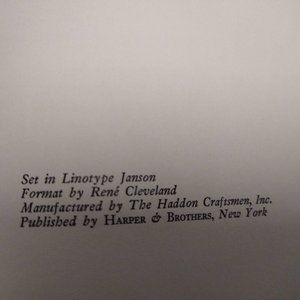 Set in Linotype Janson
Format by René Cleveland
Manufactured by The Haddon Craftsmen, Inc.
Published by HARPER & BROTHERS, New York